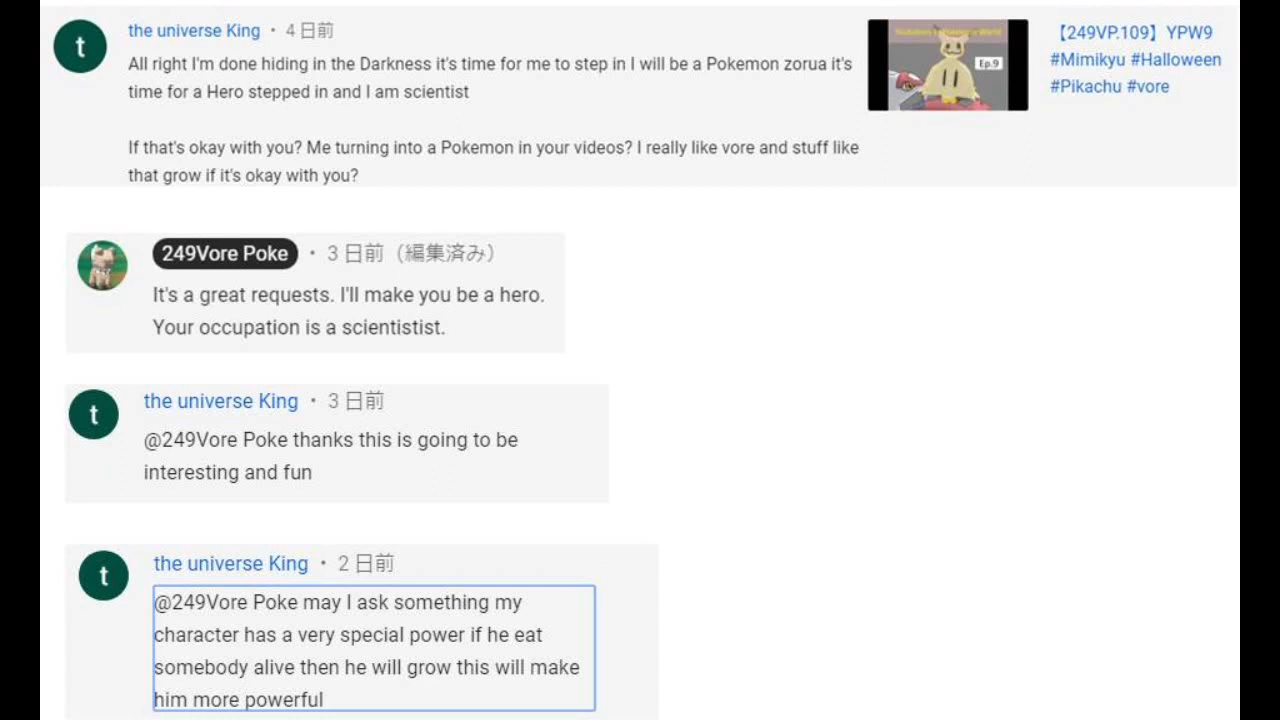 t
the universe King • 4 日前
All right I'm done hiding in the Darkness it's time for me to step in I will be a Pokemon zorua it's
time for a Hero stepped in and I am scientist
If that's okay with you? Me turning into a Pokemon in your videos? I really like vore and stuff like
that grow if it's okay with you?
Ep.9
【249VP.109】YPW9
#Mimikyu #Halloween
#Pikachu #vore
249Vore Poke • 3 日前（編集済み）
It's a great requests. I'll make you be a hero.
Your occupation is a scientistist.
t
the universe King • 3 日前
@249Vore Poke thanks this is going to be
interesting and fun
t
the universe King • 2 日前
@249Vore Poke may I ask something my
character has a very special power if he eat
somebody alive then he will grow this will make
him more powerful